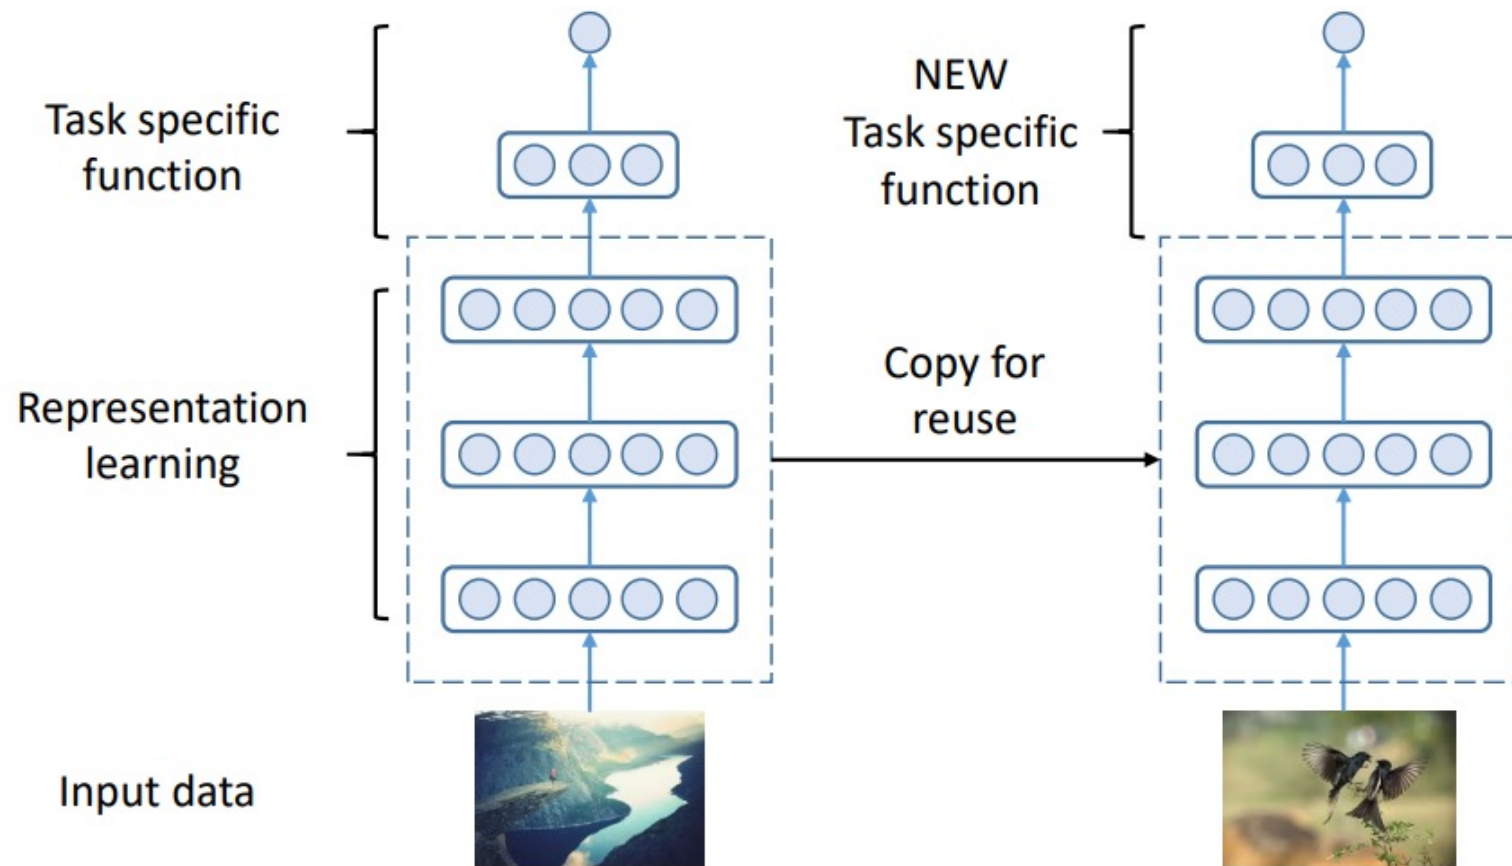 Task specific
function
NEW
Task specific
function
Representation
learning
Copy for
reuse
Input data